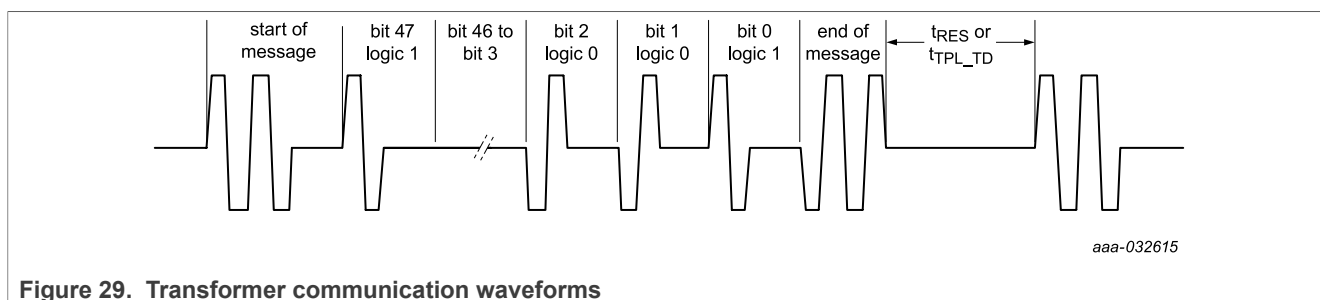 start of
message
bit 47
logic 1
bit 46 to
bit 3
bit 2
logic 0
bit 1
logic 0
bit 0
logic 1
end of
message
tRES or
tTPL_TD
aaa-032615
Figure 29. Transformer communication waveforms